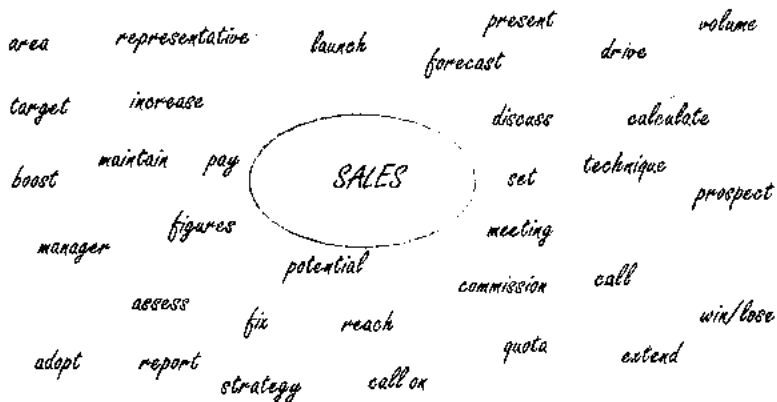 present volume
area representative launch forecast drive
target increase discuss calculate
boost maintain pay SALES set technique prospect
manager figures meeting
potential commission call
assess fix reach win/lose
adopt report quota extend
strategy call on